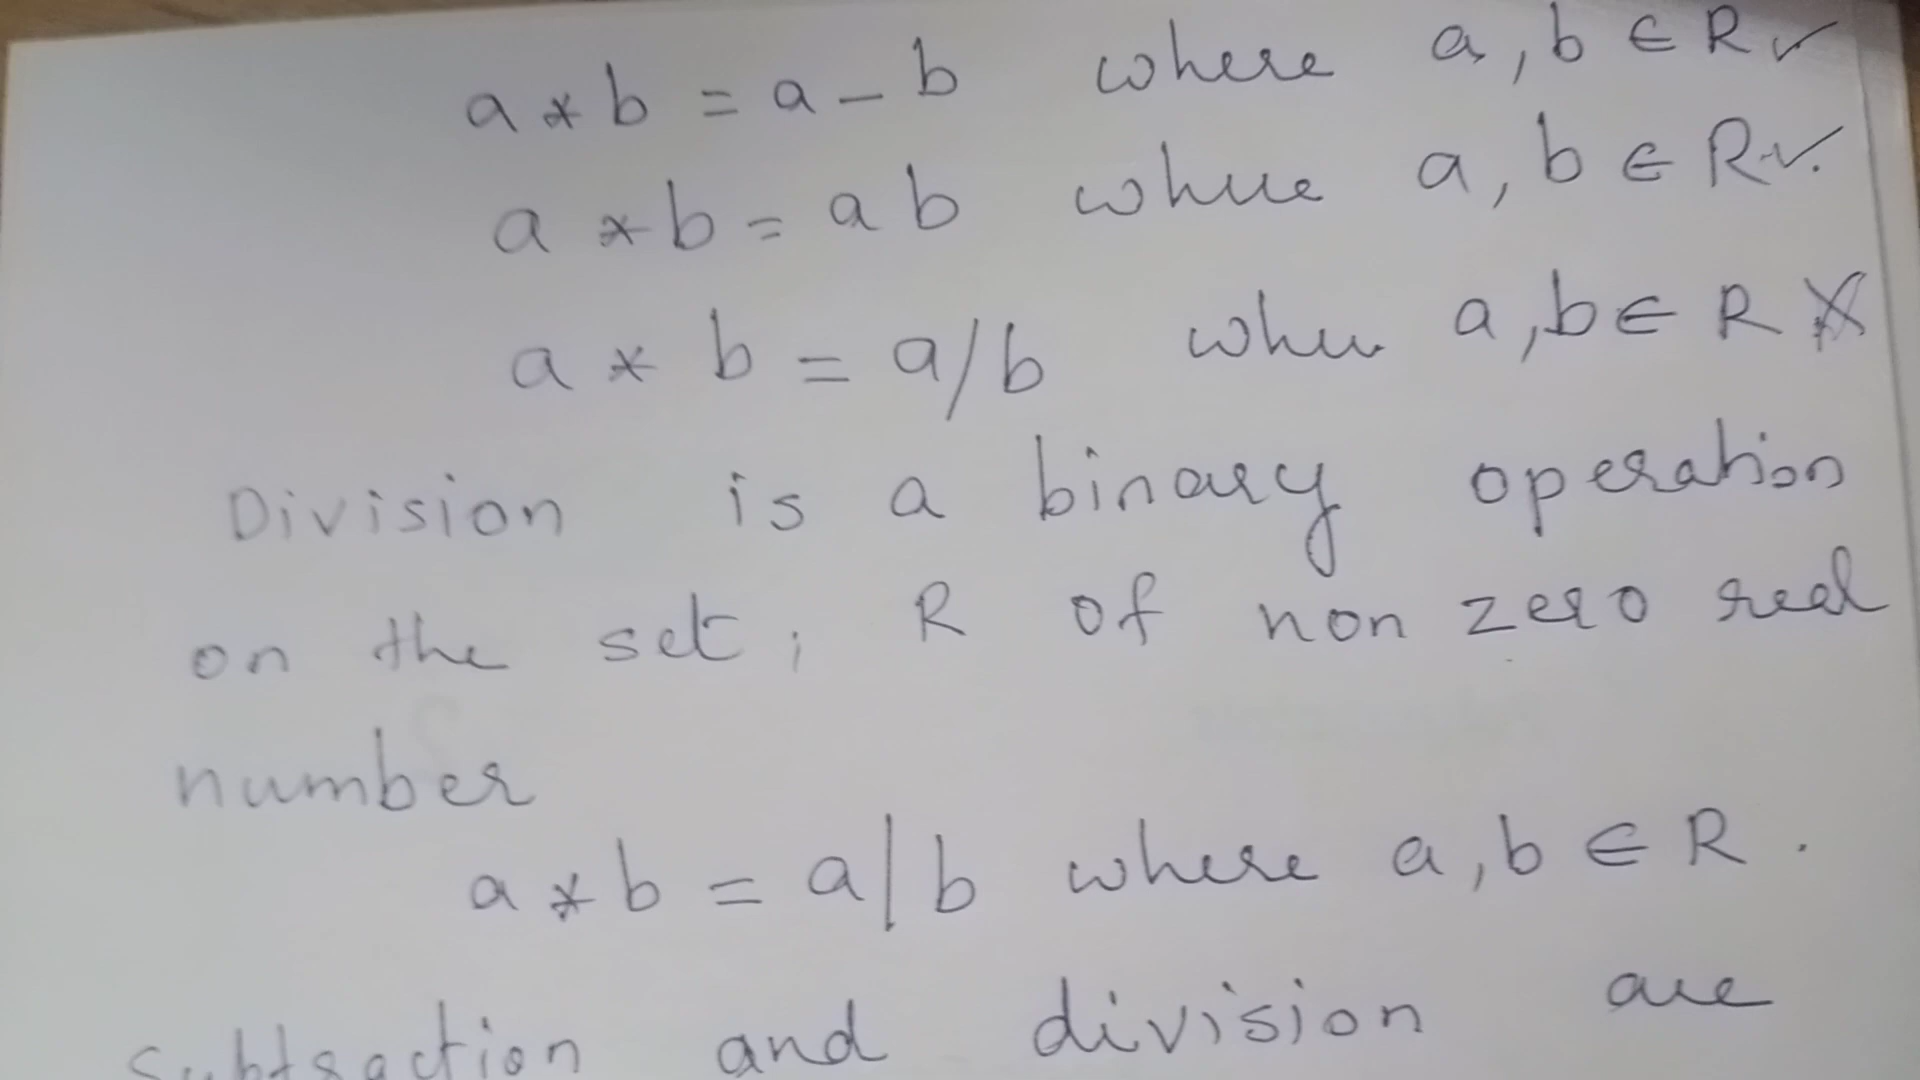 a * b = a - b where a, b ∈ R ✓
a * b = ab where a, b ∈ R ✓.
a * b = a/b when a, b ∈ R X
Division is a binary operation
on the set; R of non zero real
number
a * b = a/b where a, b ∈ R.
Subtraction and division are